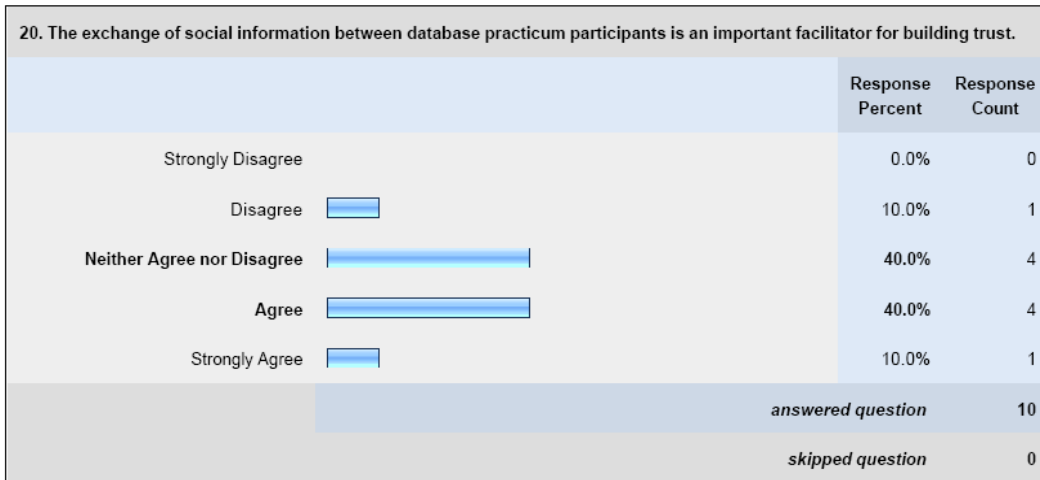 20. The exchange of social information between database practicum participants is an important facilitator for building trust.
Response Percent Response Count
Strongly Disagree 0.0% 0
Disagree 10.0% 1
Neither Agree nor Disagree 40.0% 4
Agree 40.0% 4
Strongly Agree 10.0% 1
answered question 10
skipped question 0